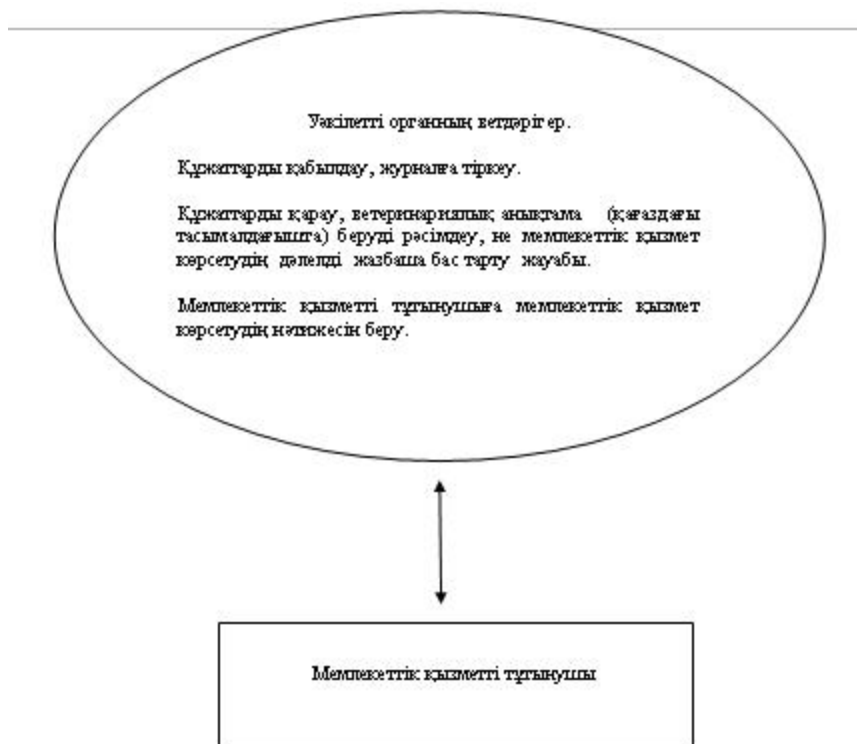 Уәкілетті органның ветдәрігер.
Құжаттарды қабылдау, журналға тіркеу.
Құжаттарды қарау, ветеринариялық анықтама (қағаздағы
тасымалдағышта) беруді рәсімдеу, не мемлекеттік қызмет
көрсетудің дәлелді жазбаша бас тарту жауабы.
Мемлекеттік қызметті тұтынушыға мемлекеттік қызмет
көрсетудің нәтижесін беру.
Мемлекеттік қызметті тұтынушы